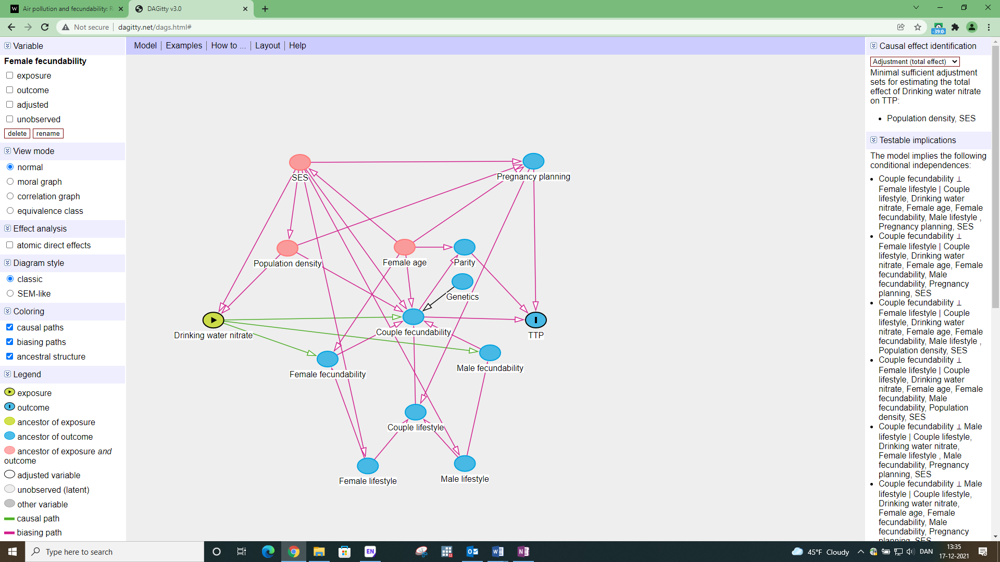 Air pollution and fecundability: R
DAGitty v3.0
Not secure
dagitty.net/dags.html#
-39:0-
Variable
Female fecundability
exposure
outcome
adjusted
unobserved
delete
rename
View mode
normal
moral graph
correlation graph
equivalence class
Effect analysis
atomic direct effects
Diagram style
classic
SEM-like
Coloring
causal paths
biasing paths
ancestral structure
Legend
exposure
outcome
ancestor of exposure
ancestor of outcome
ancestor of exposure and
outcome
adjusted variable
unobserved (latent)
other variable
causal path
biasing path
Model | Examples | How to ... | Layout | Help
SES
Pregnancy planning
Population density
Female age
Parity
Genetics
Drinking water nitrate
Couple fecundability
TTP
Female fecundability
Male fecundability
Couple lifestyle
Female lifestyle
Male lifestyle
Causal effect identification
Adjustment (total effect)
Minimal sufficient adjustment
sets for estimating the total
effect of Drinking water nitrate
on TTP:
• Population density, SES
Testable implications
The model implies the following
conditional independences:
• Couple fecundability ⊥
Female lifestyle | Couple
lifestyle, Drinking water
nitrate, Female age, Female
fecundability, Male lifestyle ,
Pregnancy planning, SES
• Couple fecundability ⊥
Female lifestyle | Couple
lifestyle, Drinking water
nitrate, Female age, Female
fecundability, Male
fecundability, Pregnancy
planning, SES
• Couple fecundability ⊥
Female lifestyle | Couple
lifestyle, Drinking water
nitrate, Female age, Female
fecundability, Male lifestyle ,
Population density, SES
• Couple fecundability ⊥
Female lifestyle | Couple
lifestyle, Drinking water
nitrate, Female age, Female
fecundability, Male
fecundability, Population
density, SES
• Couple fecundability ⊥ Male
lifestyle | Couple lifestyle,
Drinking water nitrate,
Female lifestyle , Male
fecundability, Pregnancy
planning, SES
• Couple fecundability ⊥ Male
lifestyle | Couple lifestyle,
Drinking water nitrate,
Female age, Female
fecundability, Male
fecundability, Pregnancy
planning, SES
Type here to search
EN
15
45°F Cloudy
DAN
13:35
17-12-2021